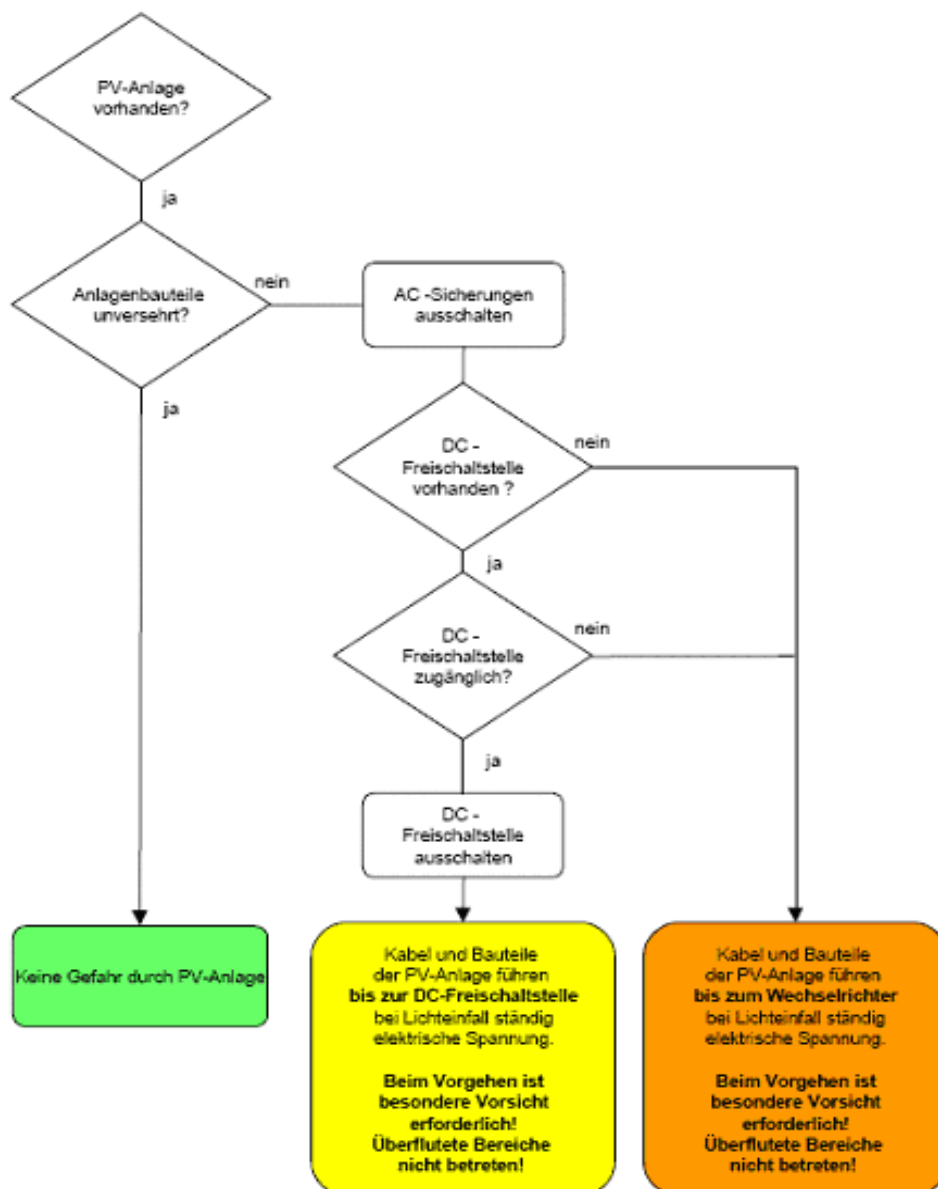 PV-Anlage
vorhanden?
ja
Anlagenbauteile
unversehrt?
nein
AC -Sicherungen
ausschalten
ja
DC -
Freischaltstelle
vorhanden ?
nein
ja
DC -
Freischaltstelle
zugänglich?
nein
ja
DC -
Freischaltstelle
ausschalten
Keine Gefahr durch PV-Anlage
Kabel und Bauteile
der PV-Anlage führen
bis zur DC-Freischaltstelle
bei Lichteinfall ständig
elektrische Spannung.
Beim Vorgehen ist
besondere Vorsicht
erforderlich!
Überflutete Bereiche
nicht betreten!
Kabel und Bauteile
der PV-Anlage führen
bis zum Wechselrichter
bei Lichteinfall ständig
elektrische Spannung.
Beim Vorgehen ist
besondere Vorsicht
erforderlich!
Überflutete Bereiche
nicht betreten!